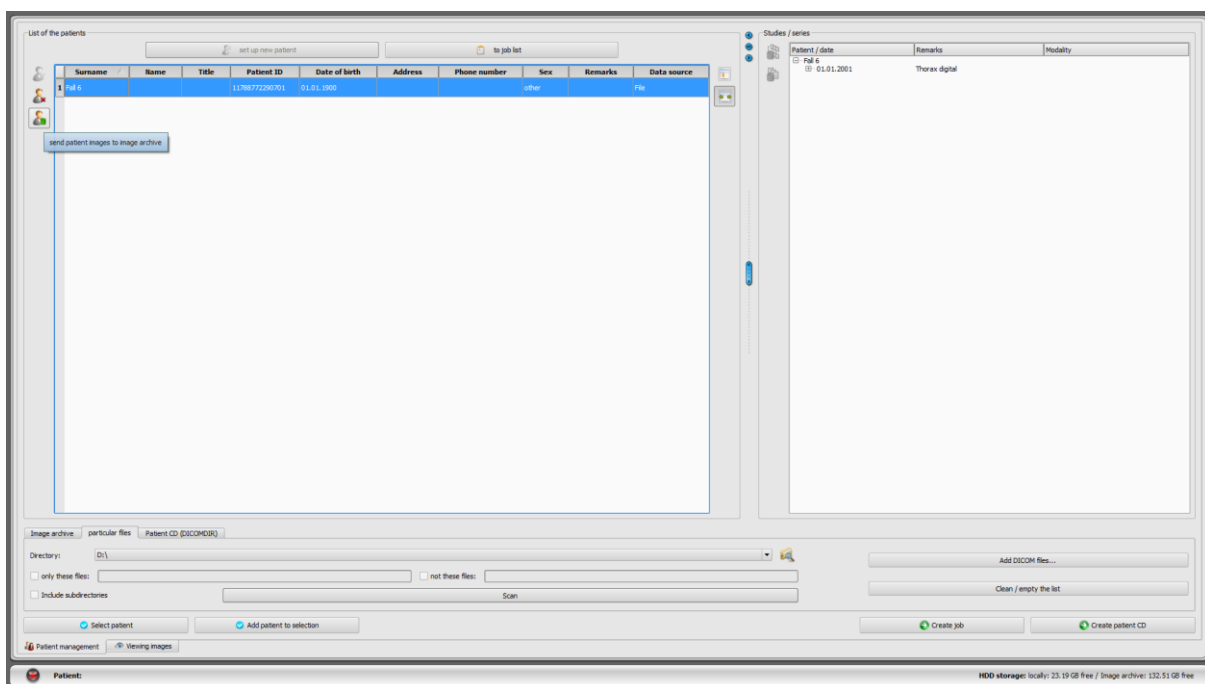 List of the patients
set up new patient
to job list
Surname Name Title Patient ID Date of birth Address Phone number Sex Remarks Data source
1 Fall 6 11788772290701 01.01.1900 other File
send patient images to image archive
Studies / series
Patient / date Remarks Modality
Fall 6
01.01.2001 Thorax digital
Image archive particular files Patient CD (DICOMDIR)
Directory: D:\
only these files: not these files:
Include subdirectories Scan
Add DICOM files...
Clean / empty the list
Select patient Add patient to selection Create job Create patient CD
Patient management Viewing images
Patient: HDD storage: locally: 23.19 GB free / Image archive: 132.51 GB free